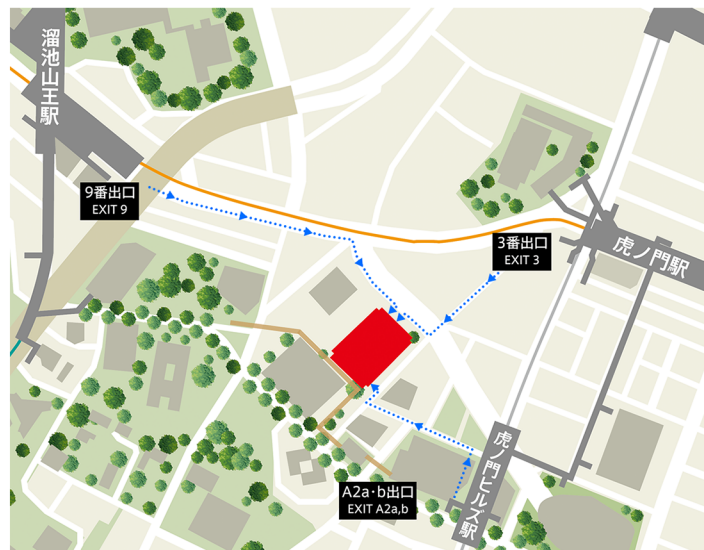 溜池山王駅
9番出口
EXIT 9
3番出口
EXIT 3
虎ノ門駅
A2a・b出口
EXIT A2a,b
虎ノ門ヒルズ駅